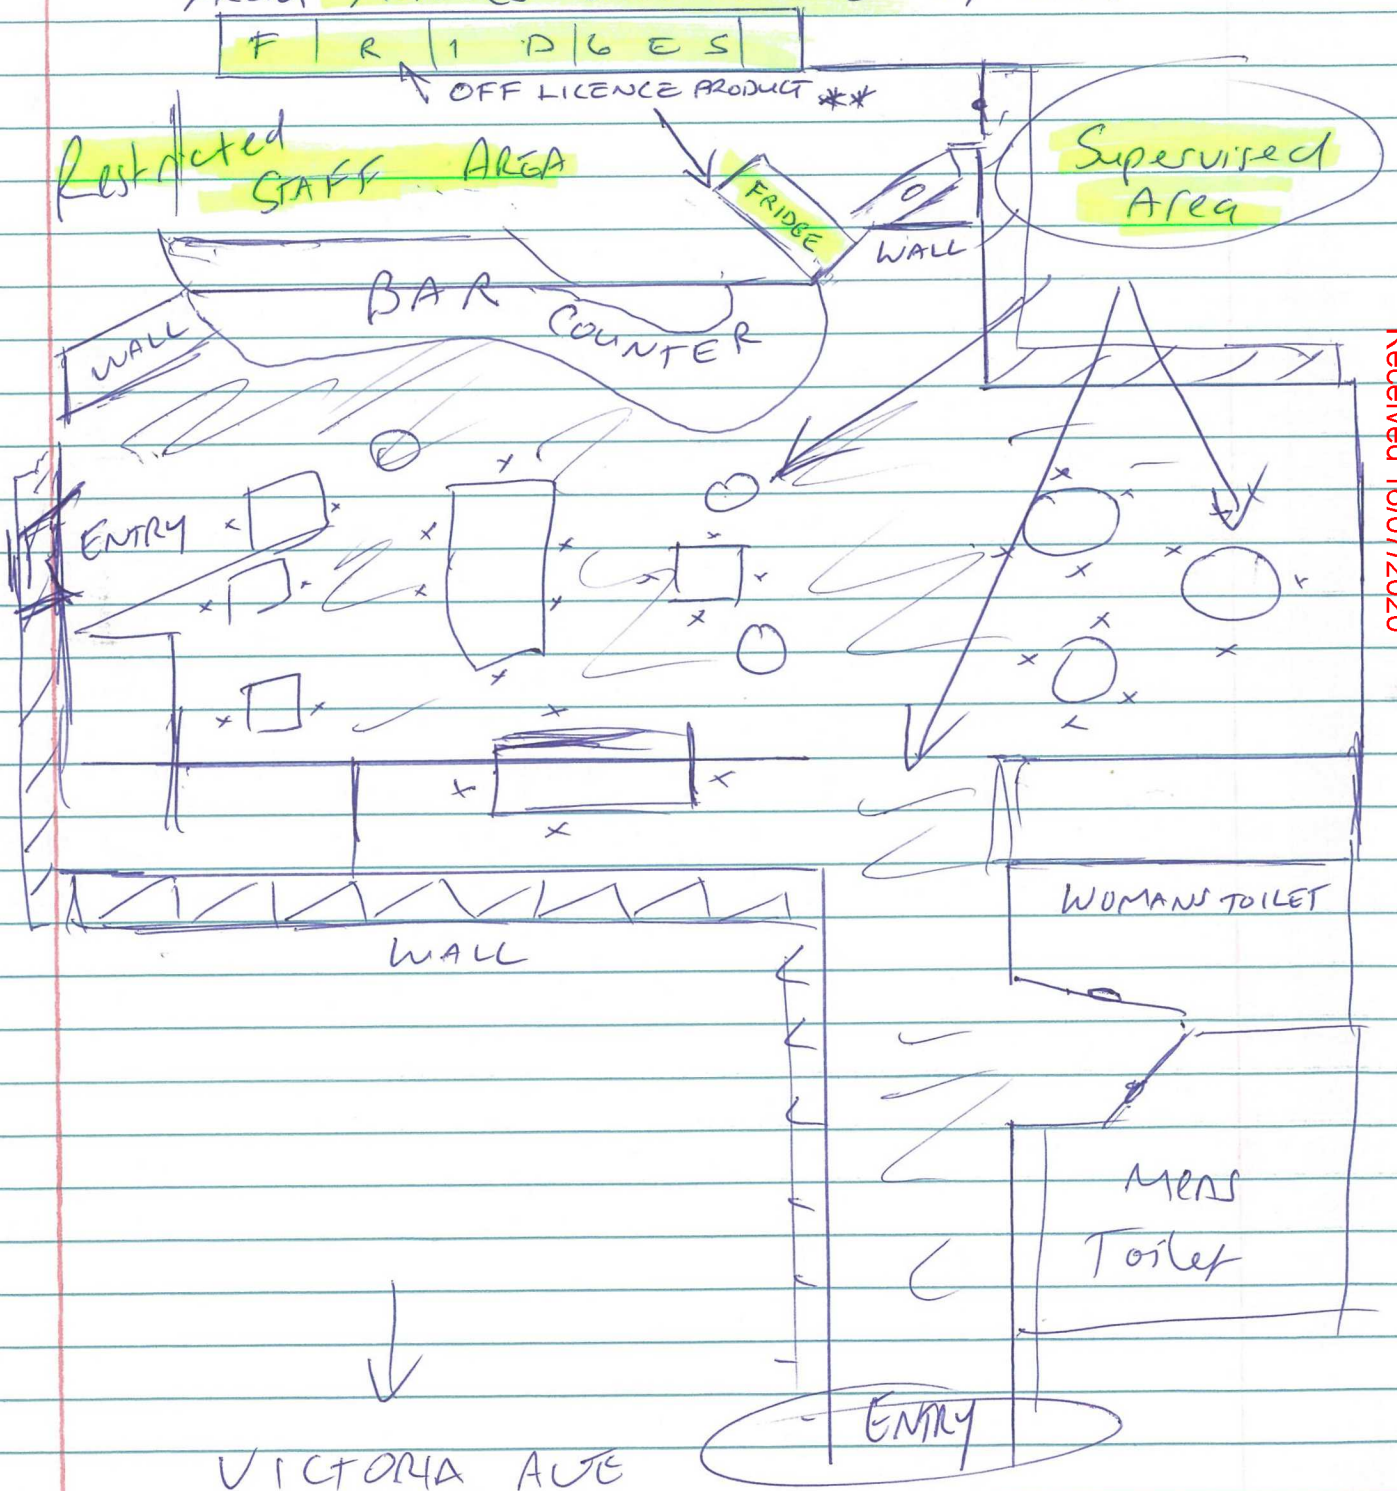 F R I D G E S
OFF LICENCE PRODUCT **
Restricted
STAFF AREA
Supervised
Area
FRIDGE
WALL
BAR
COUNTER
WALL
ENTRY
WOMANS TOILET
WALL
Mens
Toilet
ENTRY
VICTORIA AVE